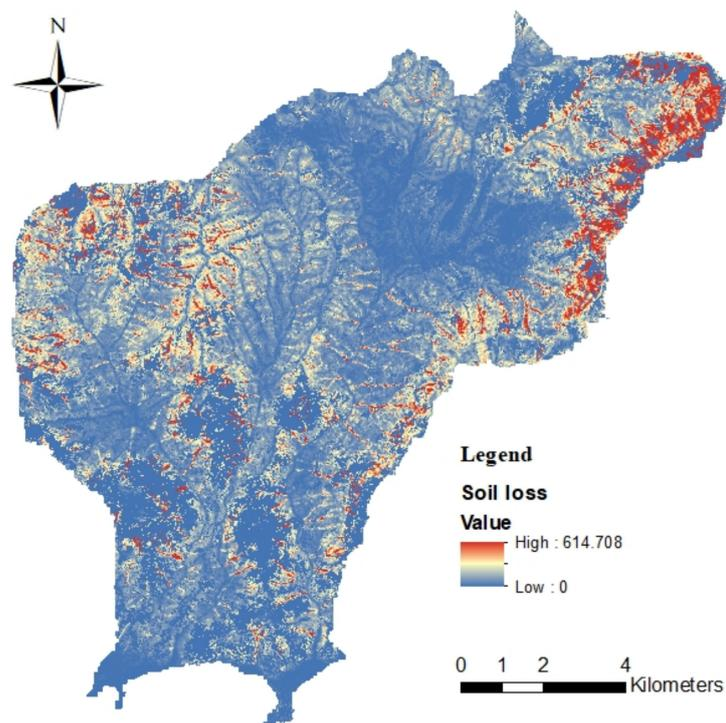 N
Legend
Soil loss
Value
High : 614.708
Low : 0
0 1 2 4
Kilometers